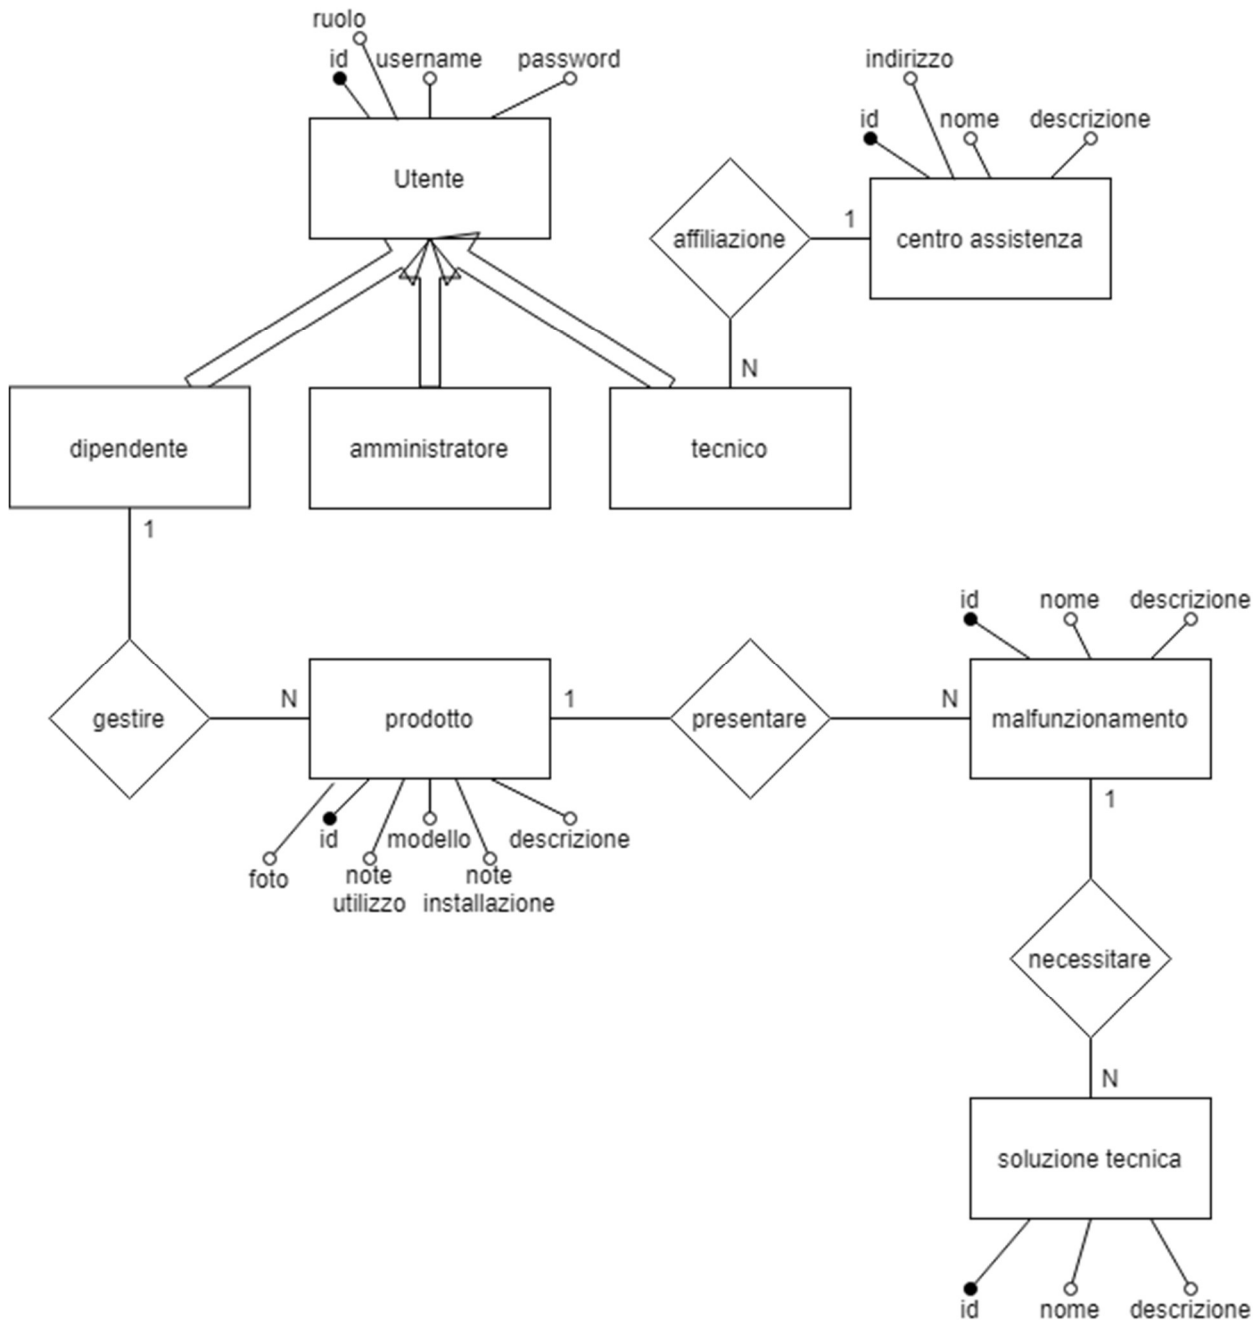 ruolo
id
username
password
indirizzo
id
nome
descrizione
Utente
affiliazione
1
centro assistenza
N
dipendente
amministratore
tecnico
1
id
nome
descrizione
gestire
N
prodotto
1
presentare
N
malfunzionamento
1
foto
id
note
utilizzo
modello
note
installazione
descrizione
necessitare
N
soluzione tecnica
id
nome
descrizione